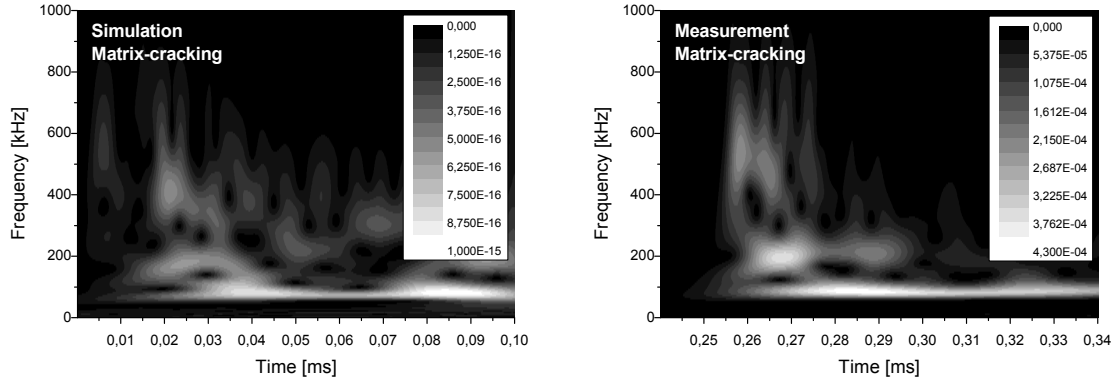 Simulation
Matrix-cracking
1000
800
600
400
200
0
Frequency [kHz]
0,01 0,02 0,03 0,04 0,05 0,06 0,07 0,08 0,09 0,10
Time [ms]
0,000
1,250E-16
2,500E-16
3,750E-16
5,000E-16
6,250E-16
7,500E-16
8,750E-16
1,000E-15
Measurement
Matrix-cracking
1000
800
600
400
200
0
Frequency [kHz]
0,25 0,26 0,27 0,28 0,29 0,30 0,31 0,32 0,33 0,34
Time [ms]
0,000
5,375E-05
1,075E-04
1,612E-04
2,150E-04
2,687E-04
3,225E-04
3,762E-04
4,300E-04